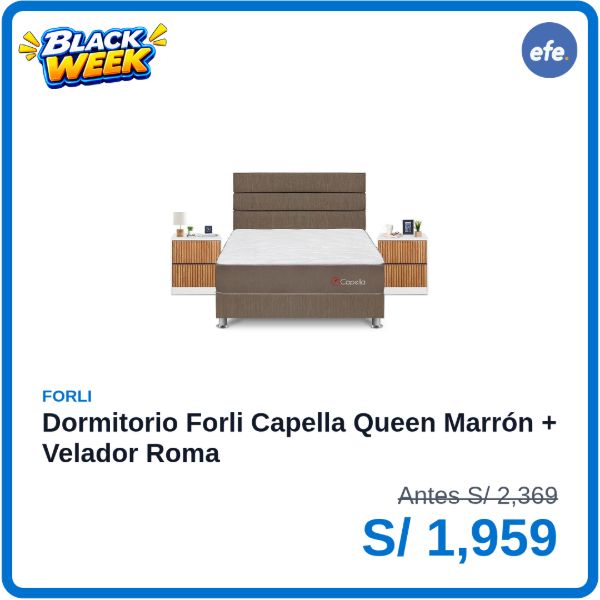 BLACK
WEEK
efe.
Capella
FORLI
Dormitorio Forli Capella Queen Marrón +
Velador Roma
Antes S/ 2,369
S/ 1,959